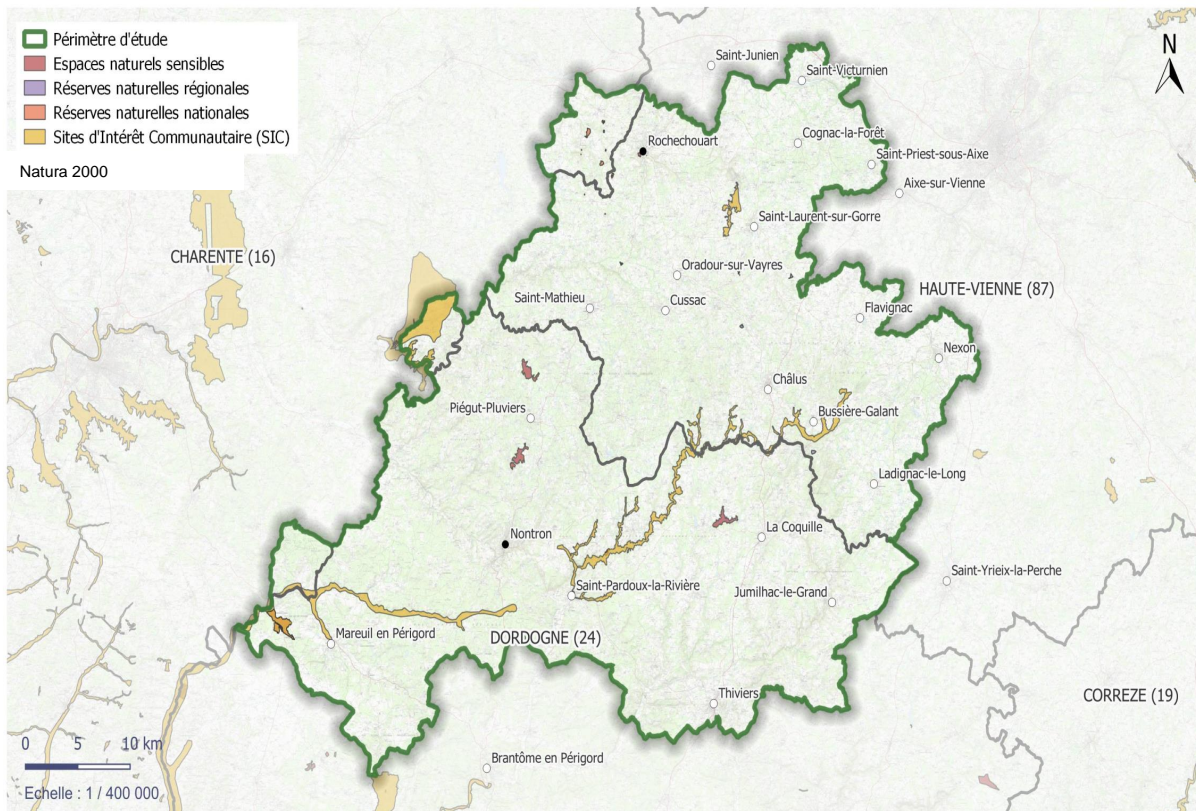 Périmètre d'étude
Espaces naturels sensibles
Réserves naturelles régionales
Réserves naturelles nationales
Sites d'Intérêt Communautaire (SIC)
Natura 2000
N
Saint-Junien
Saint-Victurnien
Cognac-la-Forêt
Rochechouart
Saint-Priest-sous-Aixe
Aixe-sur-Vienne
Saint-Laurent-sur-Gorre
CHARENTE (16)
Oradour-sur-Vayres
HAUTE-VIENNE (87)
Saint-Mathieu
Cussac
Flavignac
Nexon
Châlus
Piégut-Pluviers
Bussière-Galant
Ladignac-le-Long
La Coquille
Nontron
Saint-Yrieix-la-Perche
Saint-Pardoux-la-Rivière
Jumilhac-le-Grand
Mareuil en Périgord
DORDOGNE (24)
CORREZE (19)
Thiviers
0 5 10 km
Brantôme en Périgord
Echelle : 1 / 400 000